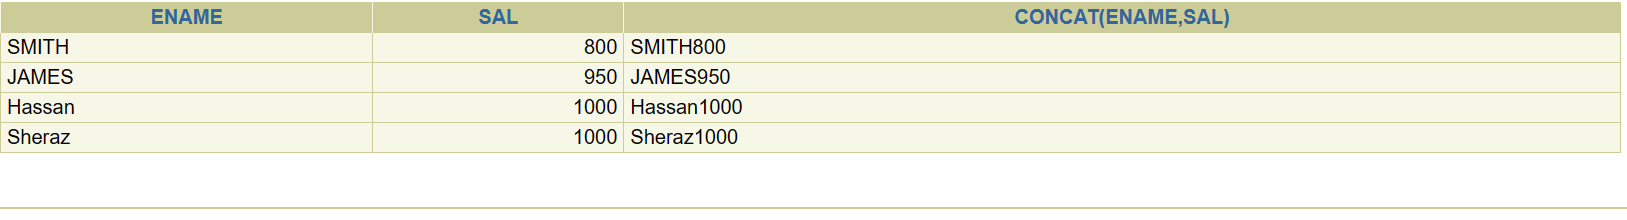 ENAME SAL CONCAT(ENAME,SAL)
SMITH 800 SMITH800
JAMES 950 JAMES950
Hassan 1000 Hassan1000
Sheraz 1000 Sheraz1000